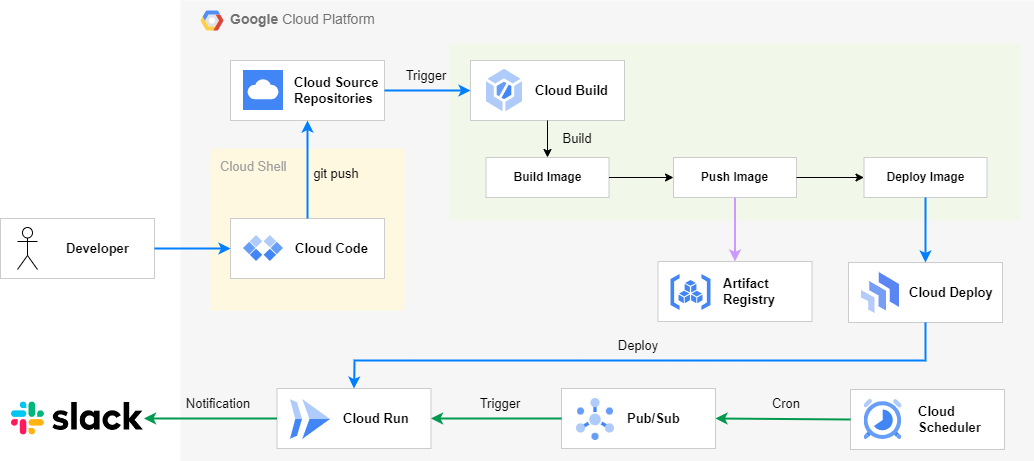 Google Cloud Platform
Cloud Source
Repositories
Trigger
Cloud Build
Build
Cloud Shell
git push
Build Image
Push Image
Deploy Image
Developer
Cloud Code
Artifact
Registry
Cloud Deploy
Deploy
slack
Notification
Cloud Run
Trigger
Pub/Sub
Cron
Cloud
Scheduler